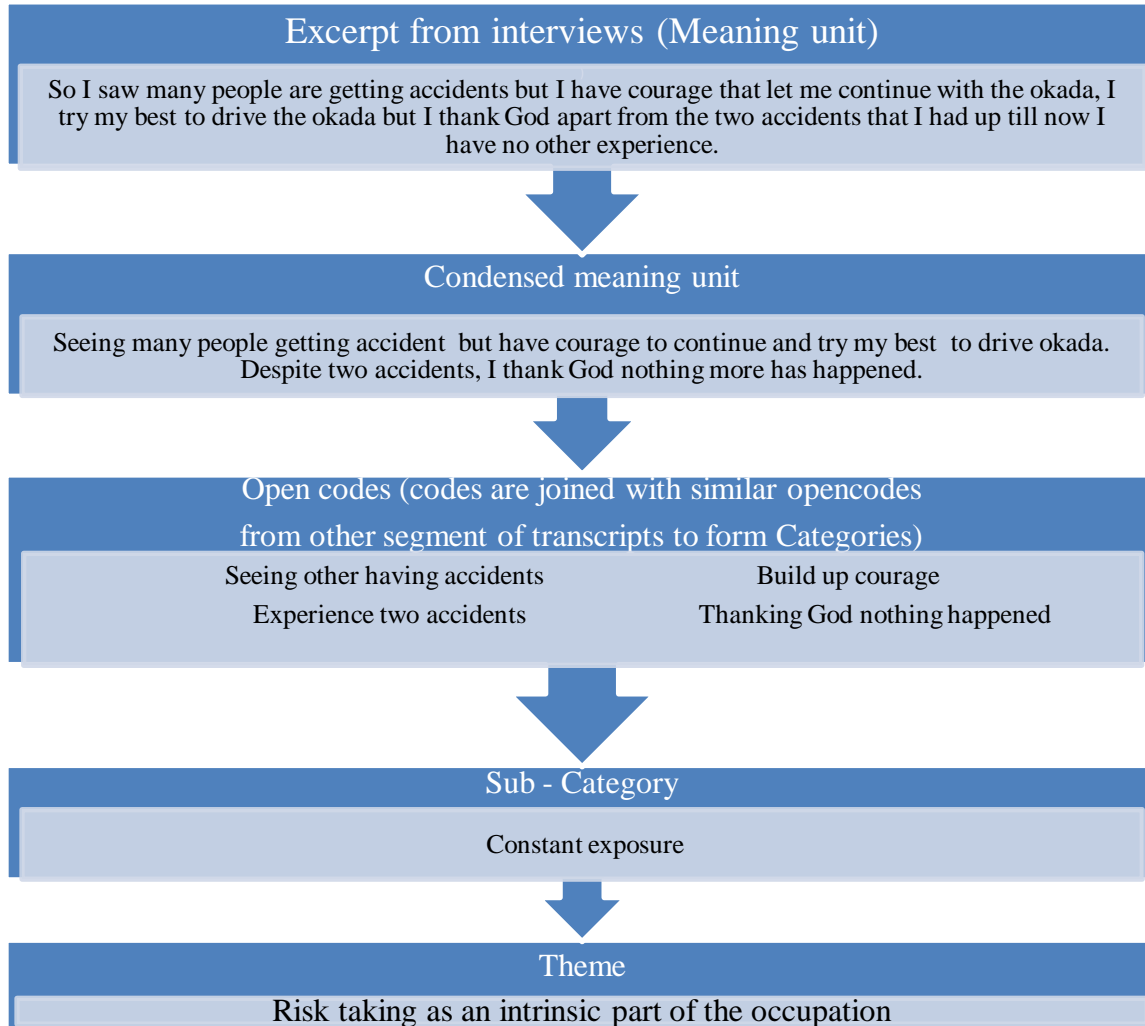 Excerpt from interviews (Meaning unit)
So I saw many people are getting accidents but I have courage that let me continue with the okada, I
try my best to drive the okada but I thank God apart from the two accidents that I had up till now I
have no other experience.
Condensed meaning unit
Seeing many people getting accident but have courage to continue and try my best to drive okada.
Despite two accidents, I thank God nothing more has happened.
Open codes (codes are joined with similar opencodes
from other segment of transcripts to form Categories)
Seeing other having accidents Build up courage
Experience two accidents Thanking God nothing happened
Sub - Category
Constant exposure
Theme
Risk taking as an intrinsic part of the occupation